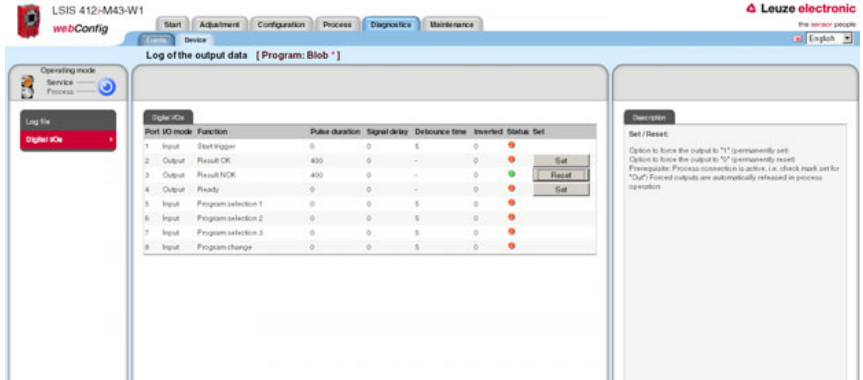 LSIS 412i-M43-W1
webConfig
Start Adjustment Configuration Process Diagnostics Maintenance
Leuze electronic
the sensor people
Events Device
English
Log of the output data [Program: Blob *]
Operating mode
Service
Process
Log file
Digital I/Os
Digital I/Os
Port I/O mode Function Pulse duration Signal delay Debounce time Inverted Status Set
1 Input Start trigger 0 0 5 0
2 Output Result OK 400 0 - 0 Set
3 Output Result NOK 400 0 - 0 Reset
4 Output Ready 0 0 - 0 Set
5 Input Program selection 1 0 0 5 0
6 Input Program selection 2 0 0 5 0
7 Input Program selection 3 0 0 5 0
8 Input Program change 0 0 5 0
Description
Set / Reset:
Option to force the output to "1" (permanently set)
Option to force the output to "0" (permanently reset)
Prerequisite: Process connection is active, i.e. check mark set for
"Out") Forced outputs are automatically released in process
operation